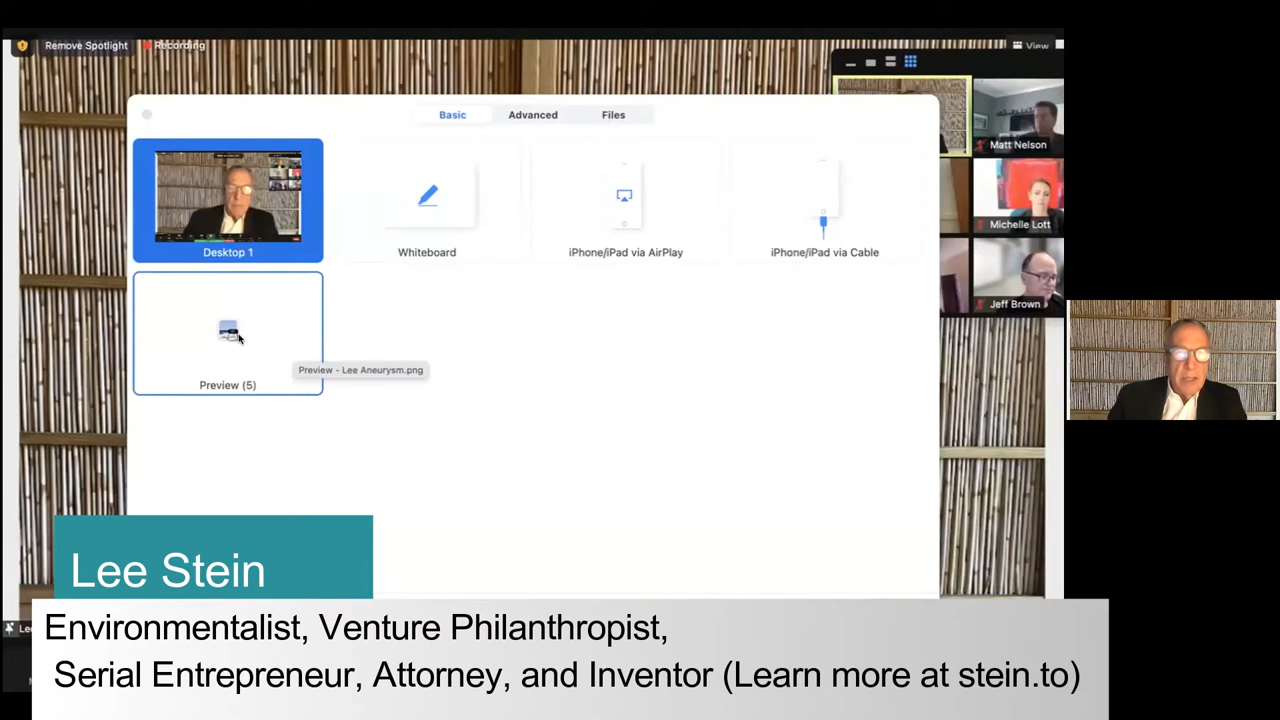 Remove Spotlight
Recording
View
Basic
Advanced
Files
Matt Nelson
Desktop 1
Whiteboard
iPhone/iPad via AirPlay
iPhone/iPad via Cable
Michelle Lott
Jeff Brown
Preview - Lee Aneurysm.png
Preview (5)
Lee Stein
Environmentalist, Venture Philanthropist,
Serial Entrepreneur, Attorney, and Inventor (Learn more at stein.to)